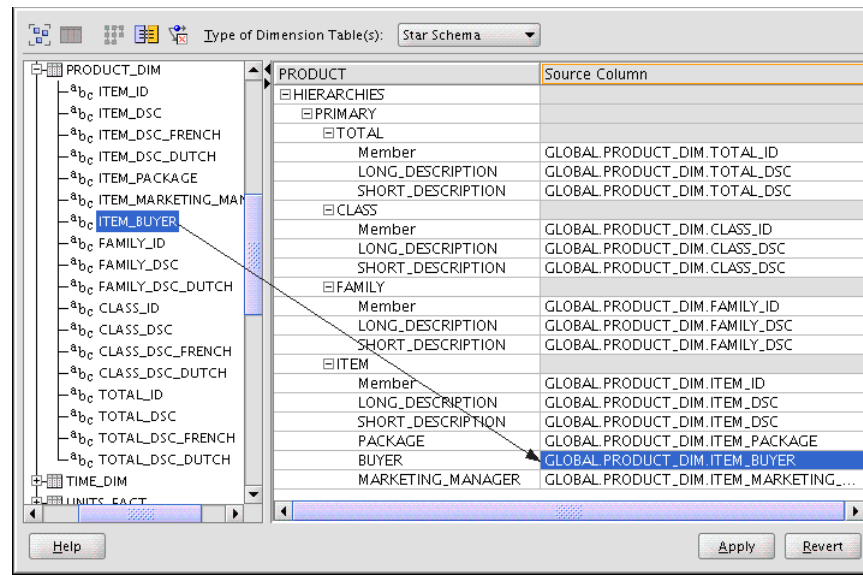 Type of Dimension Table(s): Star Schema
PRODUCT_DIM
ITEM_ID
ITEM_DSC
ITEM_DSC_FRENCH
ITEM_DSC_DUTCH
ITEM_PACKAGE
ITEM_MARKETING_MAN
ITEM_BUYER
FAMILY_ID
FAMILY_DSC
FAMILY_DSC_DUTCH
CLASS_ID
CLASS_DSC
CLASS_DSC_FRENCH
CLASS_DSC_DUTCH
TOTAL_ID
TOTAL_DSC
TOTAL_DSC_FRENCH
TOTAL_DSC_DUTCH
TIME_DIM
UNITS_FACT
PRODUCT Source Column
HIERARCHIES
PRIMARY
TOTAL
Member GLOBAL.PRODUCT_DIM.TOTAL_ID
LONG_DESCRIPTION GLOBAL.PRODUCT_DIM.TOTAL_DSC
SHORT_DESCRIPTION GLOBAL.PRODUCT_DIM.TOTAL_DSC
CLASS
Member GLOBAL.PRODUCT_DIM.CLASS_ID
LONG_DESCRIPTION GLOBAL.PRODUCT_DIM.CLASS_DSC
SHORT_DESCRIPTION GLOBAL.PRODUCT_DIM.CLASS_DSC
FAMILY
Member GLOBAL.PRODUCT_DIM.FAMILY_ID
LONG_DESCRIPTION GLOBAL.PRODUCT_DIM.FAMILY_DSC
SHORT_DESCRIPTION GLOBAL.PRODUCT_DIM.FAMILY_DSC
ITEM
Member GLOBAL.PRODUCT_DIM.ITEM_ID
LONG_DESCRIPTION GLOBAL.PRODUCT_DIM.ITEM_DSC
SHORT_DESCRIPTION GLOBAL.PRODUCT_DIM.ITEM_DSC
PACKAGE GLOBAL.PRODUCT_DIM.ITEM_PACKAGE
BUYER GLOBAL.PRODUCT_DIM.ITEM_BUYER
MARKETING_MANAGER GLOBAL.PRODUCT_DIM.ITEM_MARKETING_...
Help Apply Revert